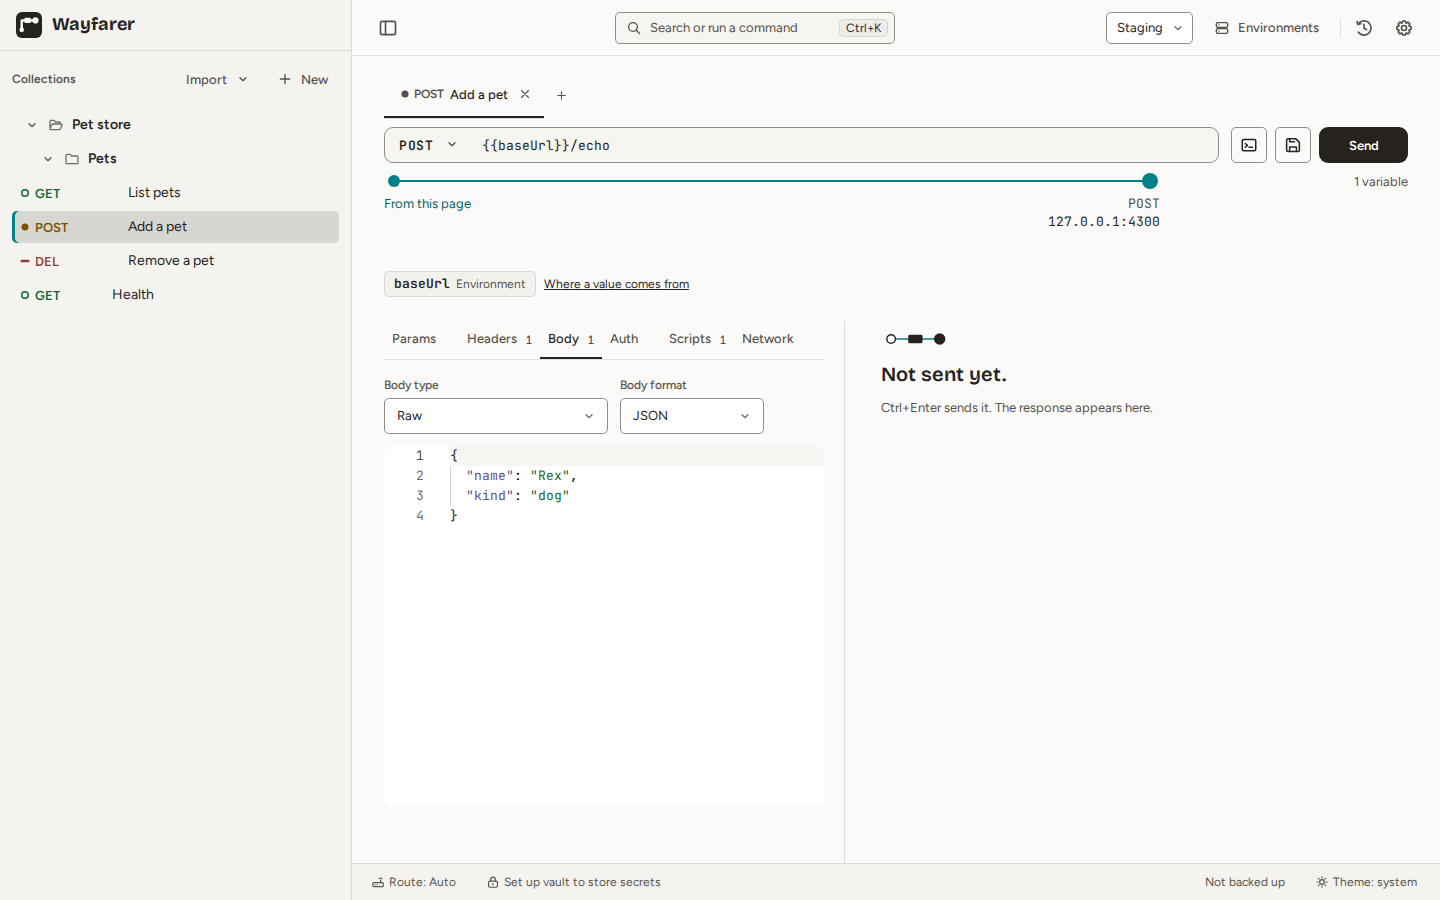 Wayfarer
Search or run a command Ctrl+K
Staging
Environments
Collections Import New
Pet store
Pets
GET List pets
POST Add a pet
DEL Remove a pet
GET Health
POST Add a pet
POST {{baseUrl}}/echo
Send
From this page
POST
127.0.0.1:4300
1 variable
baseUrl Environment Where a value comes from
Params Headers 1 Body 1 Auth Scripts 1 Network
Body type Body format
Raw JSON
1 {
2 "name": "Rex",
3 "kind": "dog"
4 }
Not sent yet.
Ctrl+Enter sends it. The response appears here.
Route: Auto Set up vault to store secrets Not backed up Theme: system